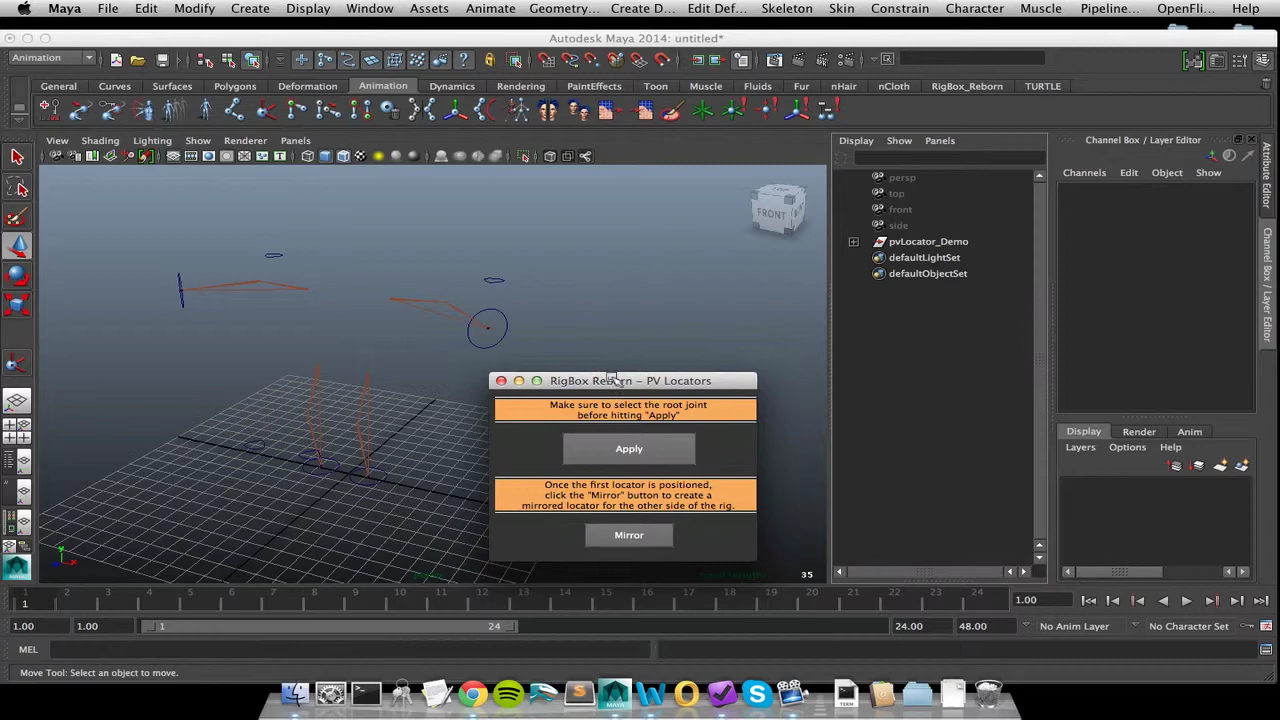 Maya File Edit Modify Create Display Window Assets Animate Geometry... Create D... Edit Def... Skeleton Skin Constrain Character Muscle Pipeline... OpenFli... Help
Autodesk Maya 2014: untitled*
Animation
General Curves Surfaces Polygons Deformation Animation Dynamics Rendering PaintEffects Toon Muscle Fluids Fur nHair nCloth RigBox_Reborn TURTLE
View Shading Lighting Show Renderer Panels
Display Show Panels
Channel Box / Layer Editor
Channels Edit Object Show
persp
top
front
side
pvLocator_Demo
defaultLightSet
defaultObjectSet
FRONT
Attribute Editor
Channel Box / Layer Editor
RigBox Reborn – PV Locators
Make sure to select the root joint
before hitting "Apply"
Apply
Once the first locator is positioned,
click the "Mirror" button to create a
mirrored locator for the other side of the rig.
Mirror
35
Display Render Anim
Layers Options Help
1 2 3 4 5 6 7 8 9 10 11 12 13 14 15 16 17 18 19 20 21 22 23 24
1
1.00
1.00 1.00 1 24 24.00 48.00 No Anim Layer No Character Set
MEL
Move Tool: Select an object to move.